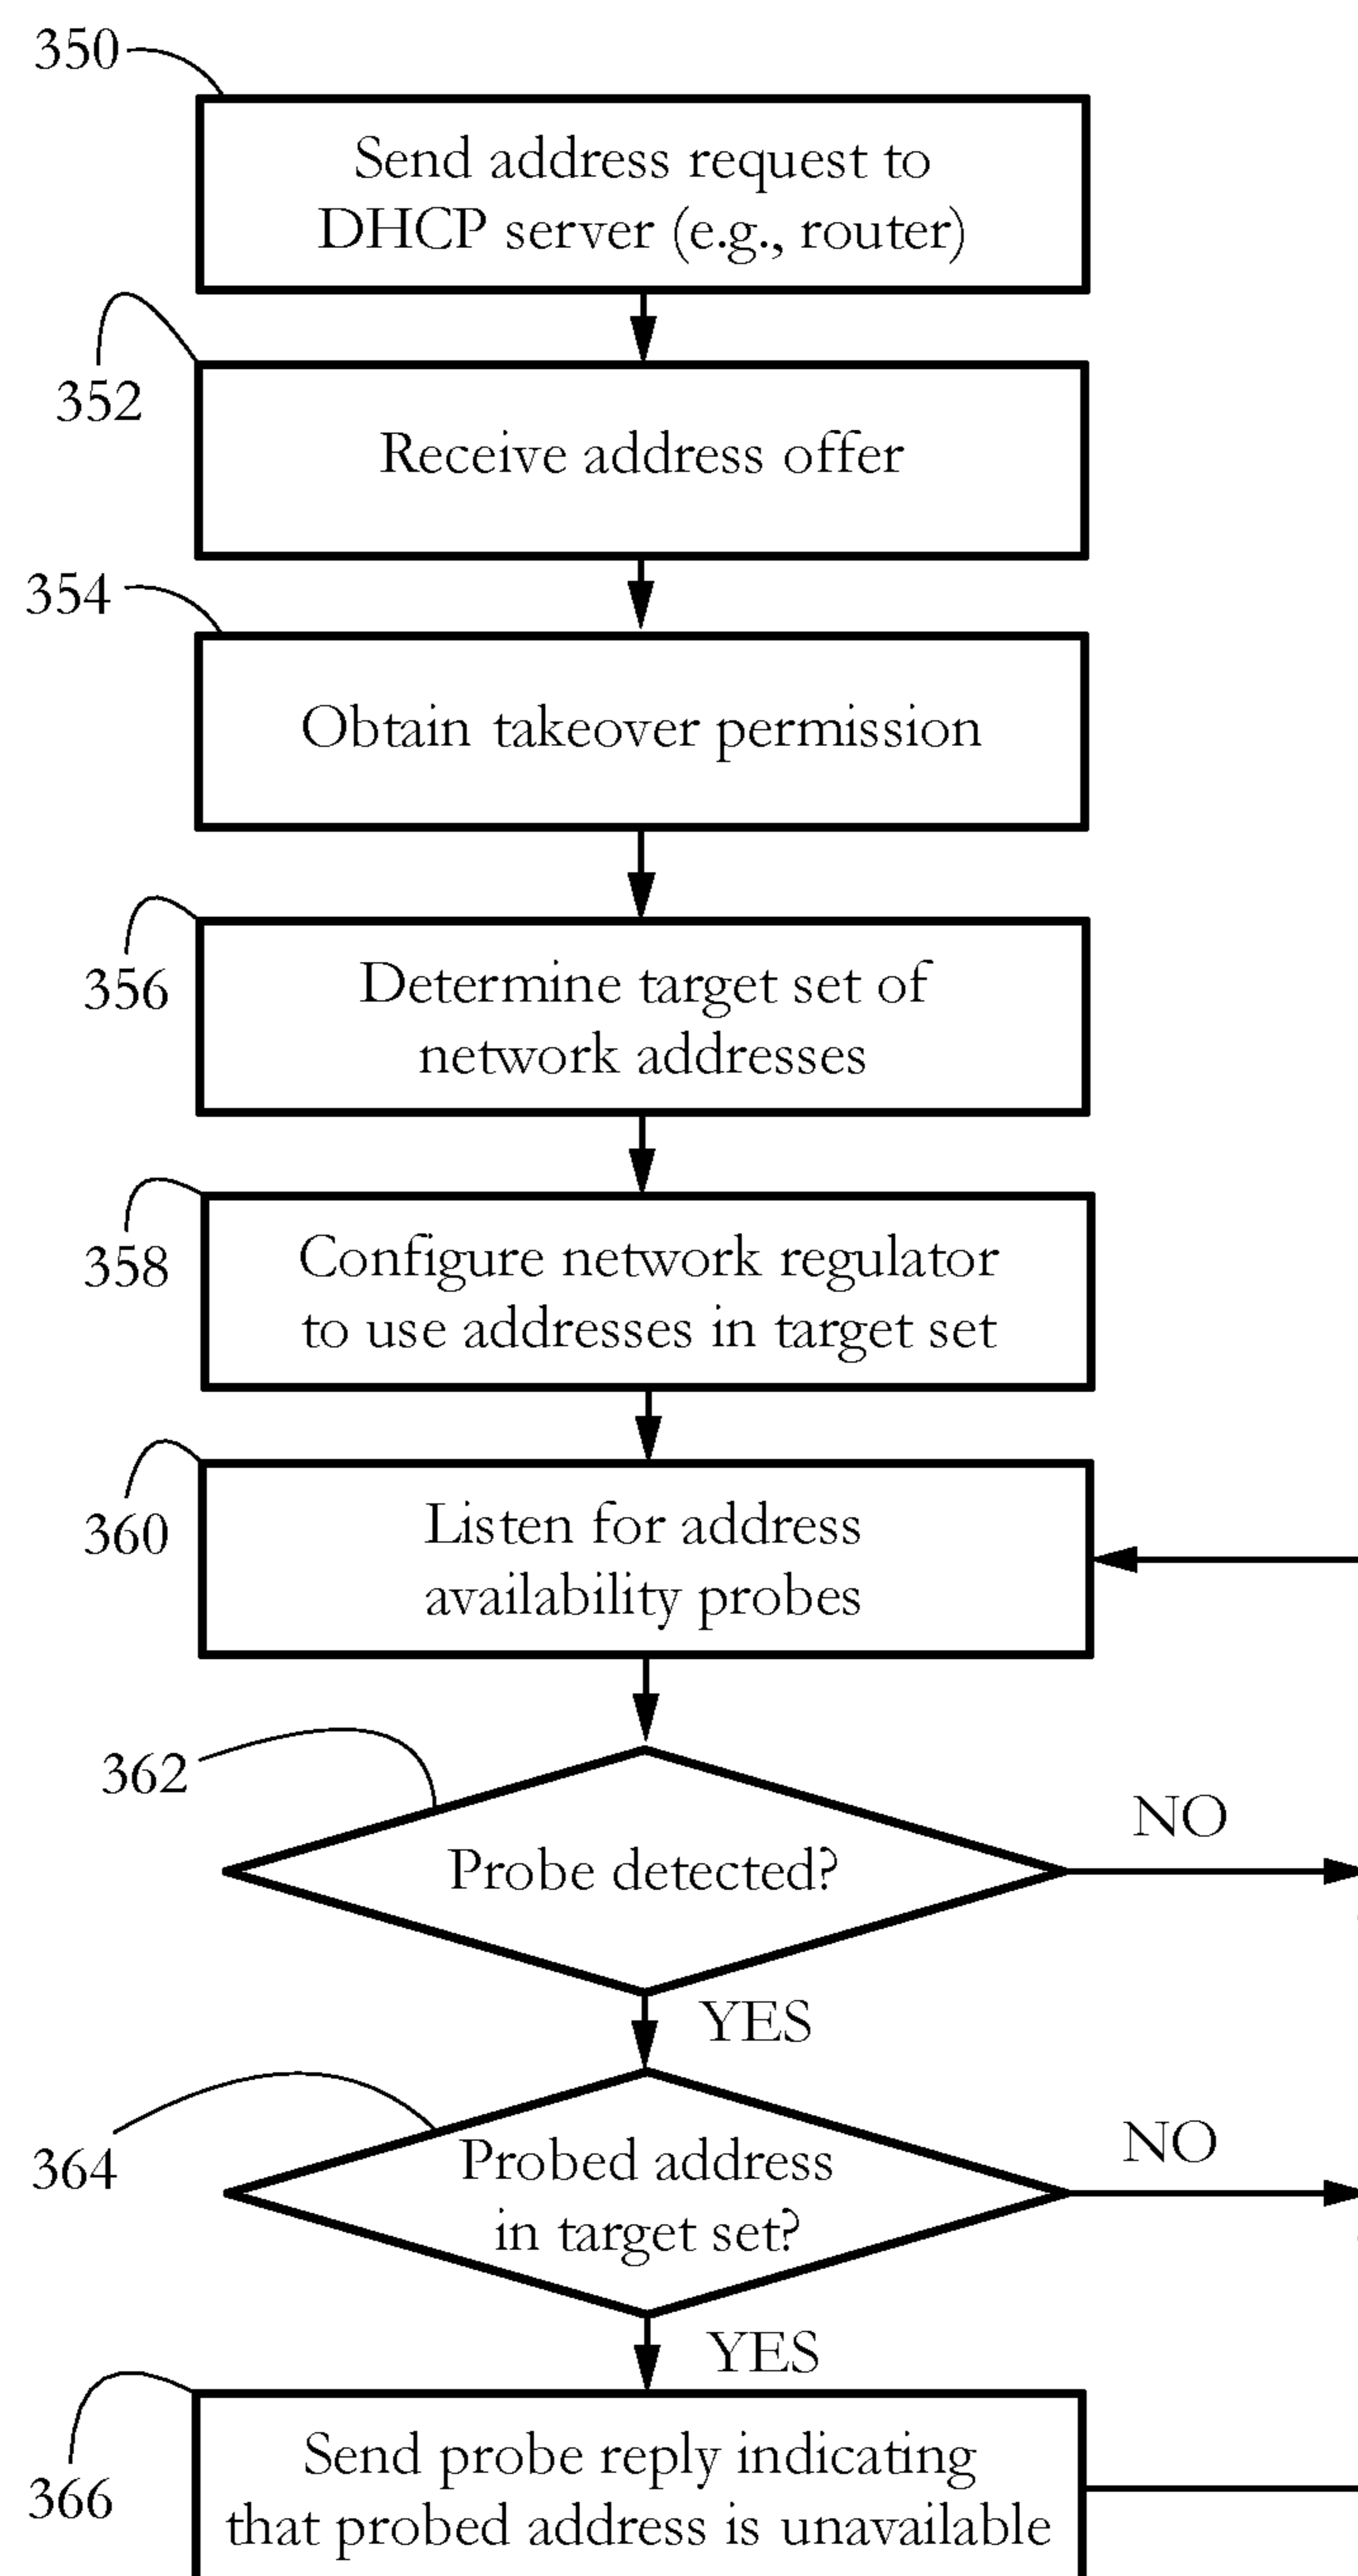 350
Send address request to
DHCP server (e.g., router)
352
Receive address offer
354
Obtain takeover permission
356
Determine target set of
network addresses
358
Configure network regulator
to use addresses in target set
360
Listen for address
availability probes
362
Probe detected?
NO
YES
364
Probed address
in target set?
NO
YES
366
Send probe reply indicating
that probed address is unavailable